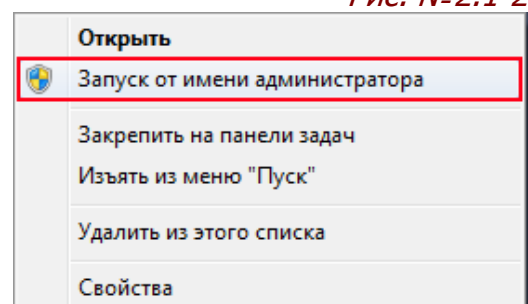 Рис. №2.1-2
Открыть
Запуск от имени администратора
Закрепить на панели задач
Изъять из меню "Пуск"
Удалить из этого списка
Свойства